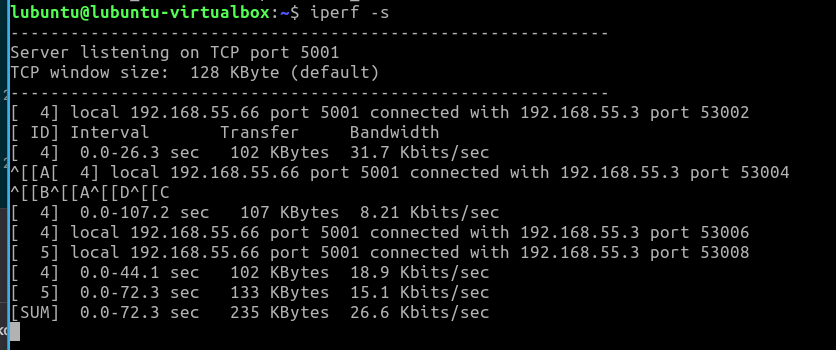 lubuntu@lubuntu-virtualbox:~$ iperf -s
------------------------------------------------------------
Server listening on TCP port 5001
TCP window size:  128 KByte (default)
------------------------------------------------------------
[  4] local 192.168.55.66 port 5001 connected with 192.168.55.3 port 53002
[ ID] Interval       Transfer     Bandwidth
[  4]  0.0-26.3 sec   102 KBytes  31.7 Kbits/sec
^[[A[  4] local 192.168.55.66 port 5001 connected with 192.168.55.3 port 53004
^[[B^[[A^[[D^[[C
[  4]  0.0-107.2 sec   107 KBytes  8.21 Kbits/sec
[  4] local 192.168.55.66 port 5001 connected with 192.168.55.3 port 53006
[  5] local 192.168.55.66 port 5001 connected with 192.168.55.3 port 53008
[  4]  0.0-44.1 sec   102 KBytes  18.9 Kbits/sec
[  5]  0.0-72.3 sec   133 KBytes  15.1 Kbits/sec
[SUM]  0.0-72.3 sec   235 KBytes  26.6 Kbits/sec